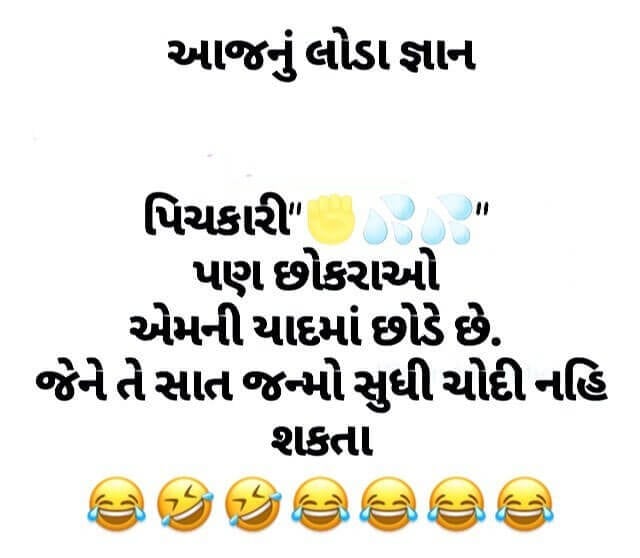 આજનું લોડા જ્ઞાન
પિચકારી"✊💦💦"
પણ છોકરાઓ
એમની યાદમાં છોડે છે.
જેને તે સાત જન્મો સુધી ચોદી નહિ
શકતા
😂🤣🤣😂😂😂😂